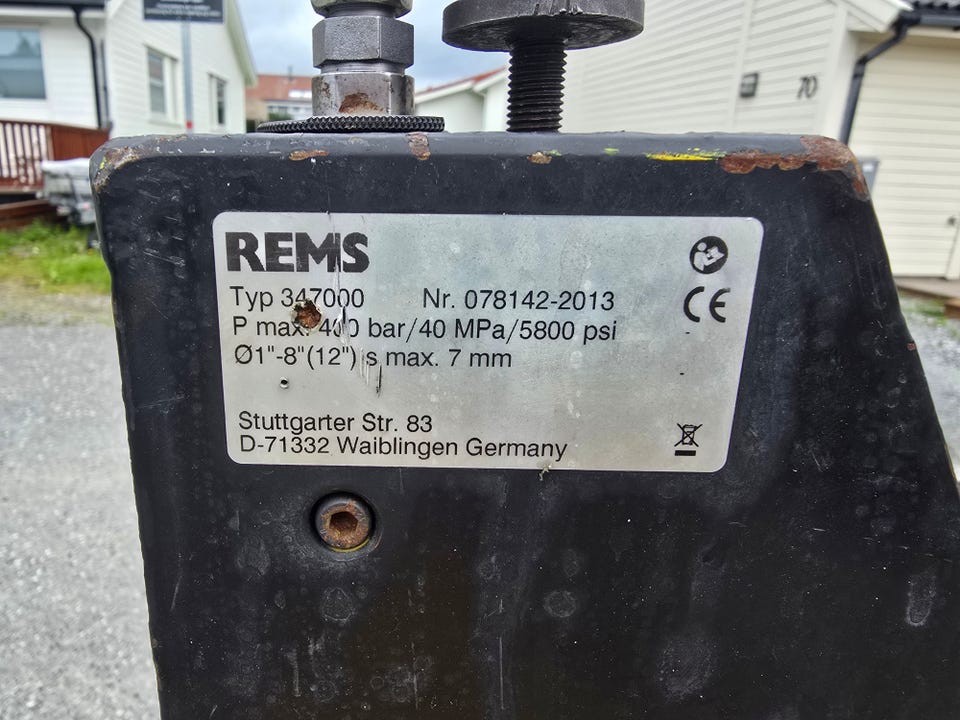 70
REMS
Typ 347000 Nr. 078142-2013
P max. 400 bar/40 MPa/5800 psi
Ø1"-8"(12") s max. 7 mm
CE
Stuttgarter Str. 83
D-71332 Waiblingen Germany